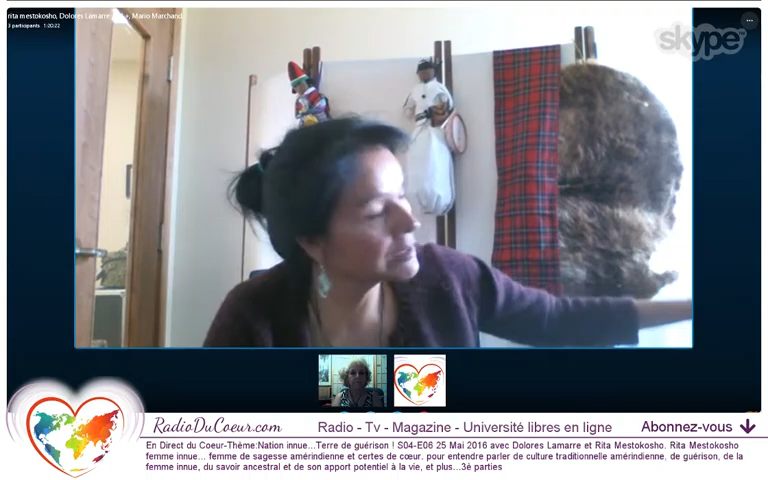 rita mestokosho, Dolores Lamarre
Mario Marchand
3 participants 1:20:22
skype
RadioDuCoeur.com
Radio - Tv - Magazine - Université libres en ligne
Abonnez-vous
En Direct du Coeur-Thème:Nation innue...Terre de guérison ! S04-E06 25 Mai 2016 avec Dolores Lamarre et Rita Mestokosho. Rita Mestokosho
femme innue... femme de sagesse amérindienne et certes de cœur. pour entendre parler de culture traditionnelle amérindienne, de guérison, de la
femme innue, du savoir ancestral et de son apport potentiel à la vie, et plus...3è parties